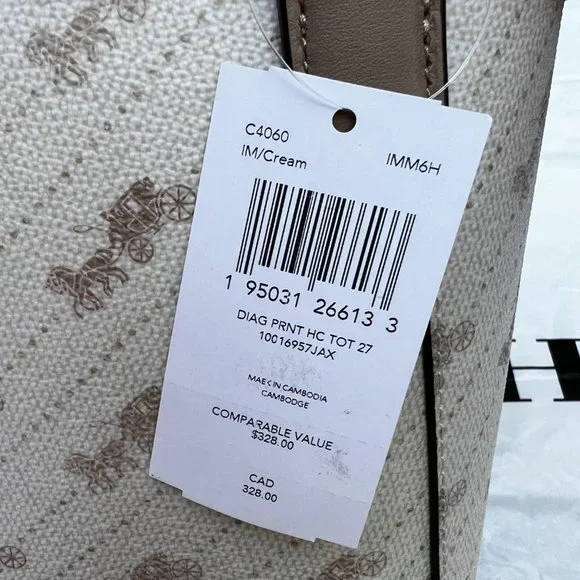 C4060
IM/Cream IMM6H
1 95031 26613 3
DIAG PRNT HC TOT 27
10016957JAX
MADE IN CAMBODIA
CAMBODGE
COMPARABLE VALUE
$328.00
CAD
328.00
H